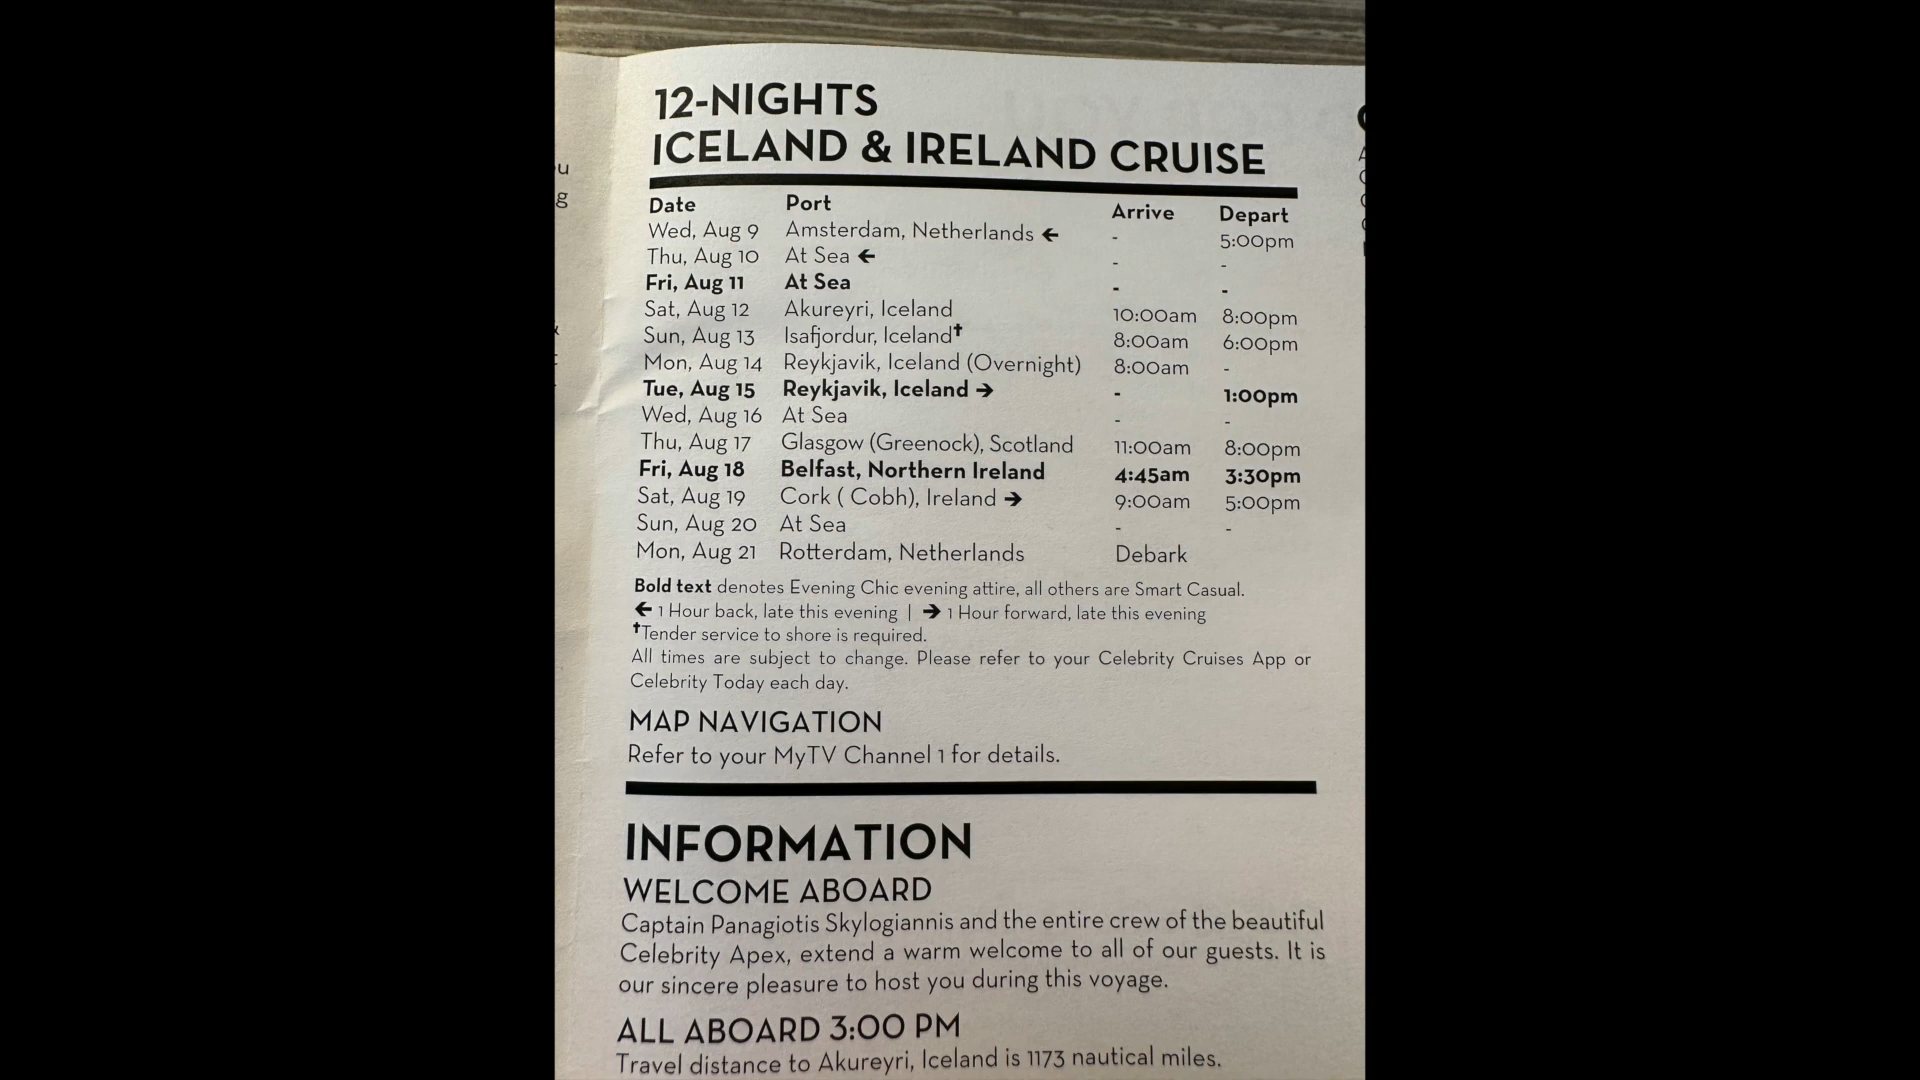 12-NIGHTS
ICELAND & IRELAND CRUISE
Date Port Arrive Depart
Wed, Aug 9 Amsterdam, Netherlands ← - 5:00pm
Thu, Aug 10 At Sea ← - -
Fri, Aug 11 At Sea - -
Sat, Aug 12 Akureyri, Iceland 10:00am 8:00pm
Sun, Aug 13 Isafjordur, Iceland✝ 8:00am 6:00pm
Mon, Aug 14 Reykjavik, Iceland (Overnight) 8:00am -
Tue, Aug 15 Reykjavik, Iceland → - 1:00pm
Wed, Aug 16 At Sea - -
Thu, Aug 17 Glasgow (Greenock), Scotland 11:00am 8:00pm
Fri, Aug 18 Belfast, Northern Ireland 4:45am 3:30pm
Sat, Aug 19 Cork ( Cobh), Ireland → 9:00am 5:00pm
Sun, Aug 20 At Sea - -
Mon, Aug 21 Rotterdam, Netherlands Debark
Bold text denotes Evening Chic evening attire, all others are Smart Casual.
← 1 Hour back, late this evening | → 1 Hour forward, late this evening
✝Tender service to shore is required.
All times are subject to change. Please refer to your Celebrity Cruises App or
Celebrity Today each day.
MAP NAVIGATION
Refer to your MyTV Channel 1 for details.
INFORMATION
WELCOME ABOARD
Captain Panagiotis Skylogiannis and the entire crew of the beautiful
Celebrity Apex, extend a warm welcome to all of our guests. It is
our sincere pleasure to host you during this voyage.
ALL ABOARD 3:00 PM
Travel distance to Akureyri, Iceland is 1173 nautical miles.